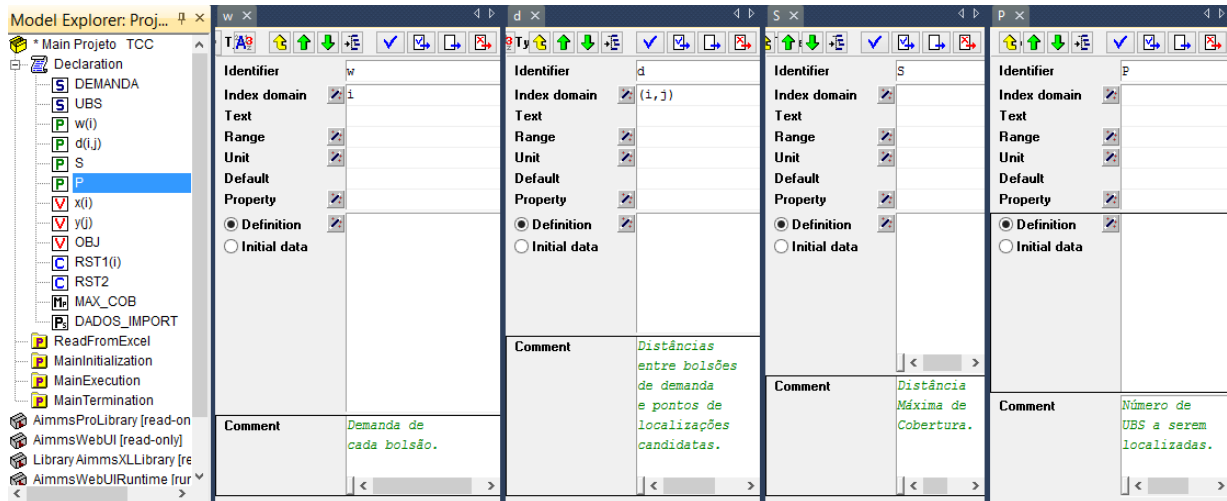 Model Explorer: Proj...
* Main Projeto TCC
Declaration
S DEMANDA
S UBS
P w(i)
P d(i,j)
P S
P P
V x(i)
V y(j)
V OBJ
C RST1(i)
C RST2
MP MAX_COB
Ps DADOS_IMPORT
P ReadFromExcel
P MainInitialization
P MainExecution
P MainTermination
AimmsProLibrary [read-on
AimmsWebUI [read-only]
Library AimmsXLLibrary [re
AimmsWebUIRuntime [rur
w
Identifier w
Index domain i
Text
Range
Unit
Default
Property
Definition
Initial data
Comment Demanda de
cada bolsão.
d
Identifier d
Index domain (i,j)
Text
Range
Unit
Default
Property
Definition
Initial data
Comment Distâncias
entre bolsões
de demanda
e pontos de
localizações
candidatas.
S
Identifier S
Index domain
Text
Range
Unit
Default
Property
Definition
Initial data
Comment Distância
Máxima de
Cobertura.
P
Identifier P
Index domain
Text
Range
Unit
Default
Property
Definition
Initial data
Comment Número de
UBS a serem
localizadas.